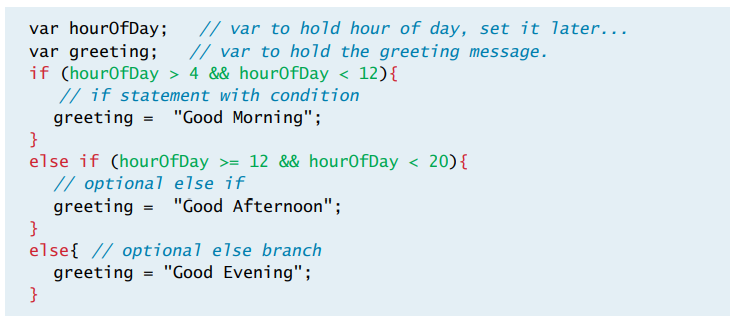 var hourOfDay;   // var to hold hour of day, set it later...
var greeting;   // var to hold the greeting message.
if (hourOfDay > 4 && hourOfDay < 12){
   // if statement with condition
   greeting =  "Good Morning";
}
else if (hourOfDay >= 12 && hourOfDay < 20){
   // optional else if
   greeting =  "Good Afternoon";
}
else{ // optional else branch
   greeting = "Good Evening";
}